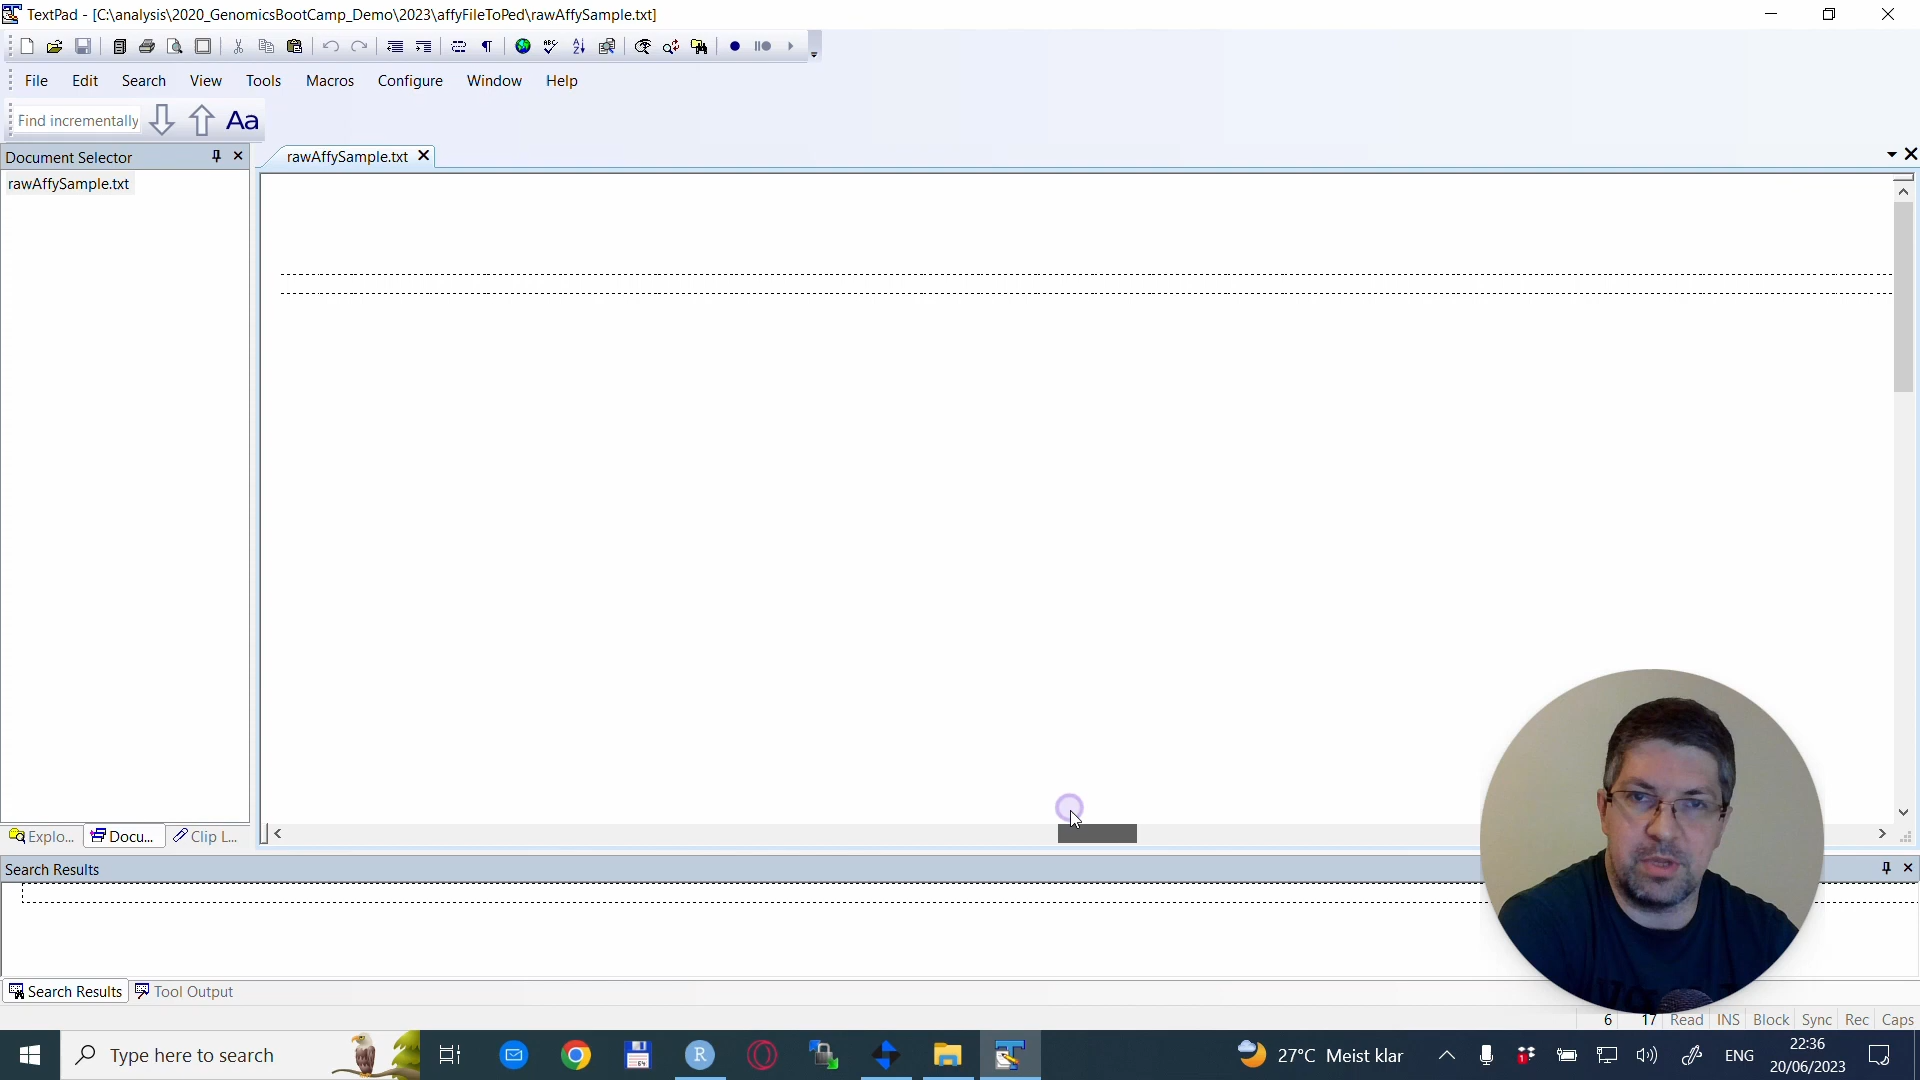 TextPad - [C:\analysis\2020_GenomicsBootCamp_Demo\2023\affyFileToPed\rawAffySample.txt]
File Edit Search View Tools Macros Configure Window Help
Find incrementally Aa
Document Selector
rawAffySample.txt
rawAffySample.txt
Explo... Docu... Clip L...
Search Results
Search Results Tool Output
6 17 Read INS Block Sync Rec Caps
Type here to search
27°C Meist klar
ENG
22:36
20/06/2023